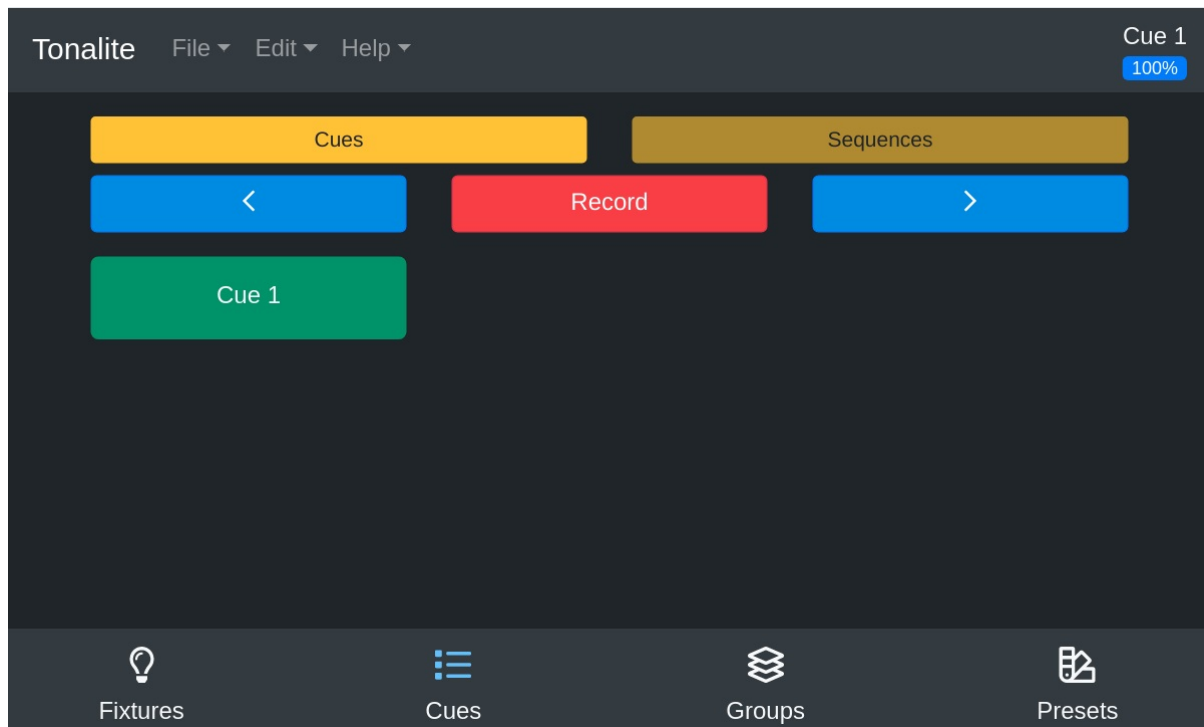 Tonalite File Edit Help Cue 1
100%
Cues Sequences
Record
Cue 1
Fixtures Cues Groups Presets